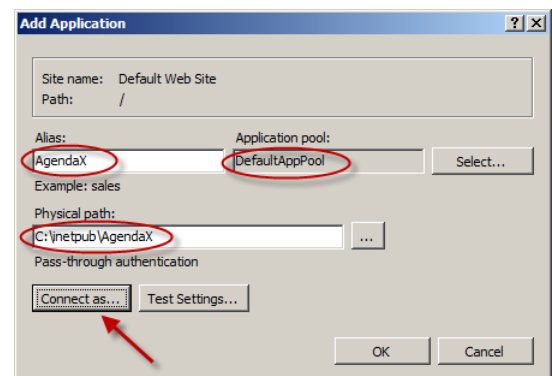 Add Application
Site name: Default Web Site
Path: /
Alias: Application pool:
AgendaX DefaultAppPool Select...
Example: sales
Physical path:
C:\inetpub\AgendaX ...
Pass-through authentication
Connect as... Test Settings...
OK Cancel